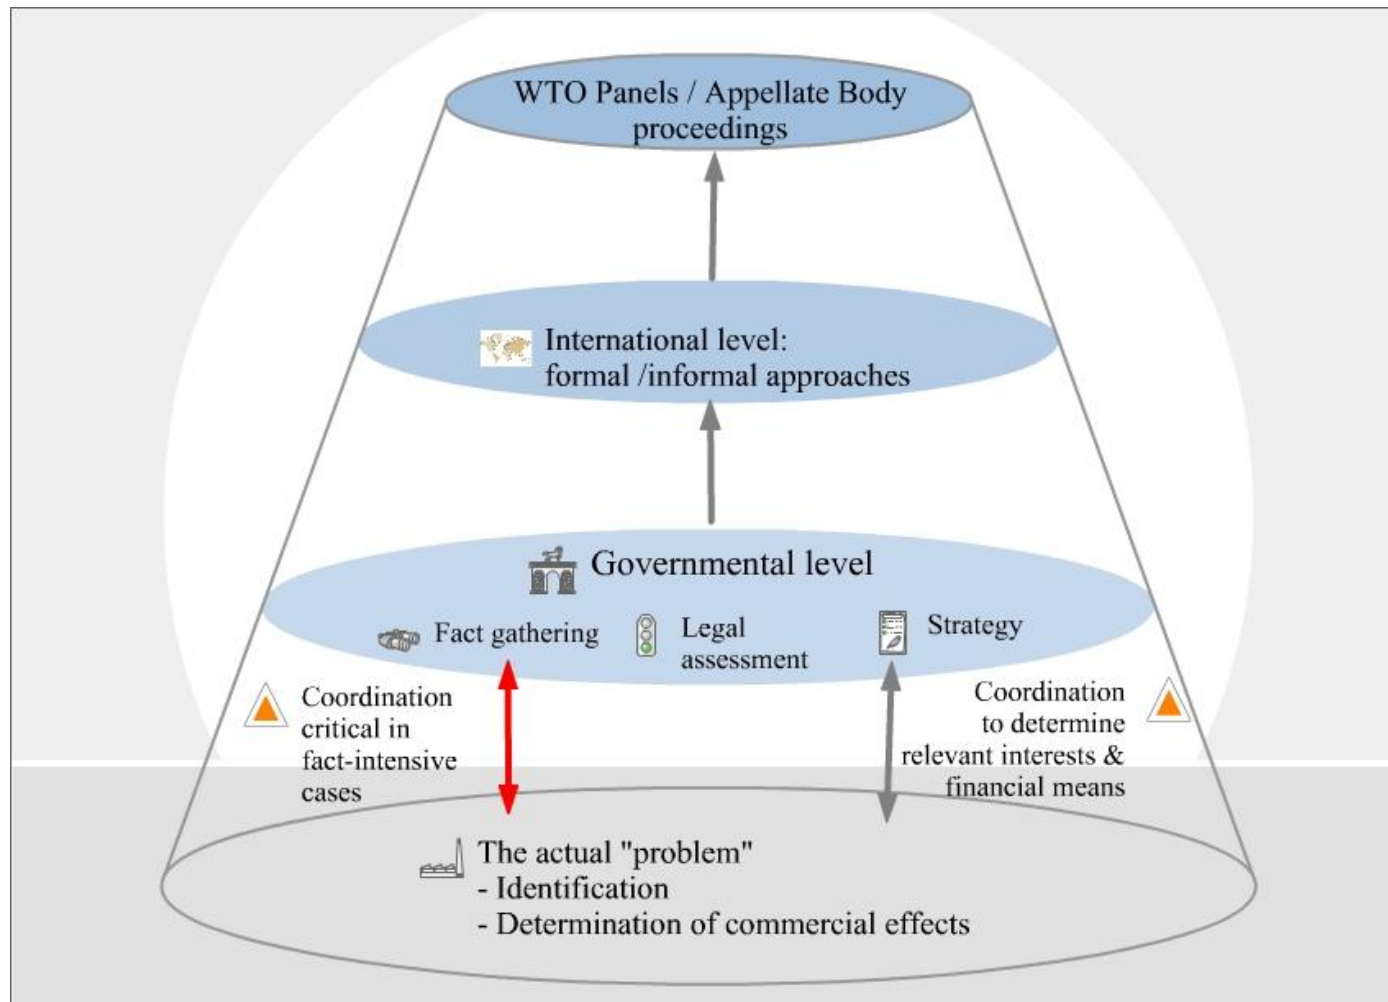 WTO Panels / Appellate Body
proceedings
International level:
formal /informal approaches
Governmental level
Fact gathering
Legal
assessment
Strategy
Coordination
critical in
fact-intensive
cases
Coordination
to determine
relevant interests &
financial means
The actual "problem"
- Identification
- Determination of commercial effects